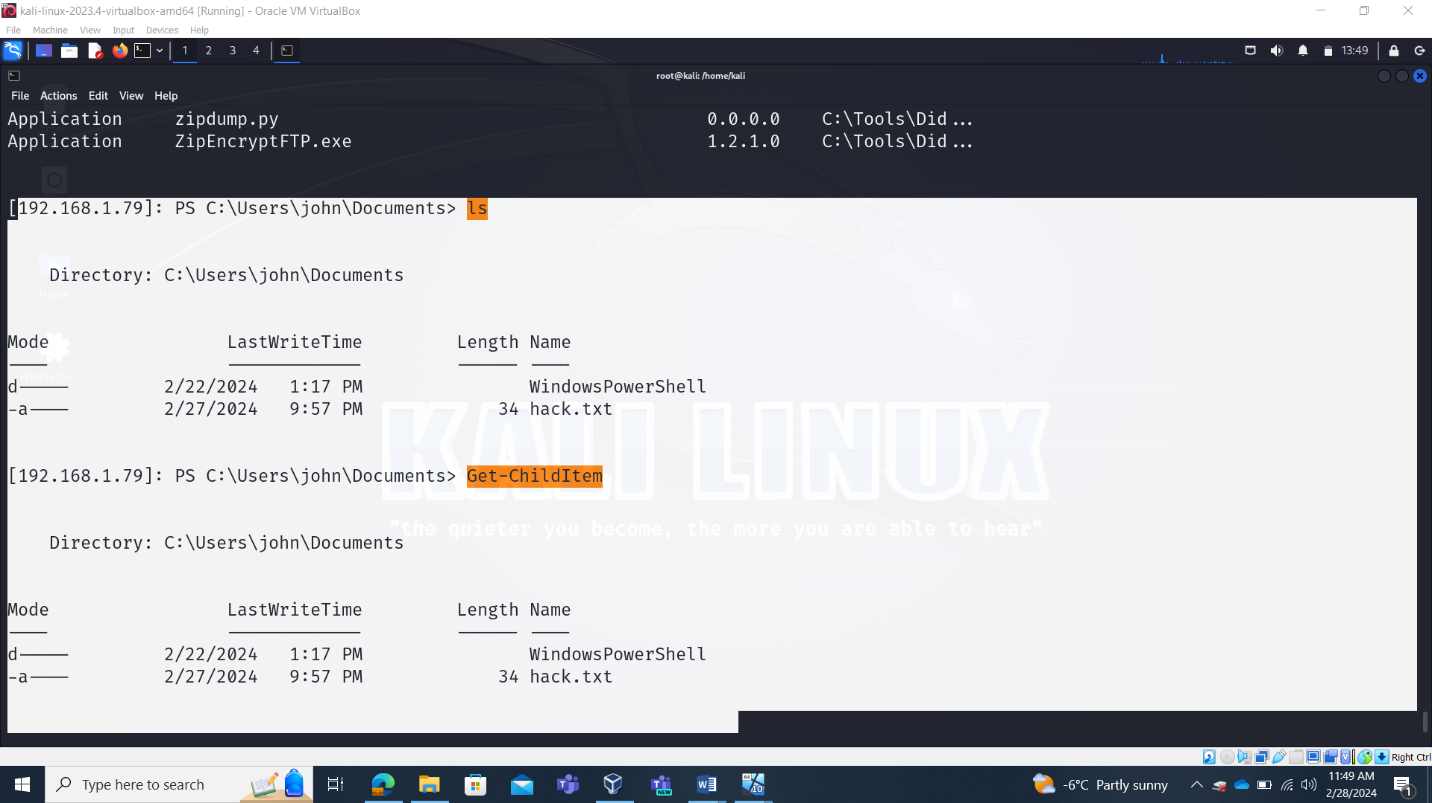 kali-linux-2023.4-virtualbox-amd64 [Running] - Oracle VM VirtualBox
File Machine View Input Devices Help
1 2 3 4 13:49
root@kali: /home/kali
File Actions Edit View Help
Application zipdump.py 0.0.0.0 C:\Tools\Did…
Application ZipEncryptFTP.exe 1.2.1.0 C:\Tools\Did…
[192.168.1.79]: PS C:\Users\john\Documents> ls
Directory: C:\Users\john\Documents
Mode LastWriteTime Length Name
---- ------------- ------ ----
d----- 2/22/2024 1:17 PM WindowsPowerShell
-a---- 2/27/2024 9:57 PM 34 hack.txt
KALI LINUX
[192.168.1.79]: PS C:\Users\john\Documents> Get-ChildItem
"the quieter you become, the more you are able to hear"
Directory: C:\Users\john\Documents
Mode LastWriteTime Length Name
---- ------------- ------ ----
d----- 2/22/2024 1:17 PM WindowsPowerShell
-a---- 2/27/2024 9:57 PM 34 hack.txt
Right Ctrl
Type here to search
-6°C Partly sunny
11:49 AM
2/28/2024
1